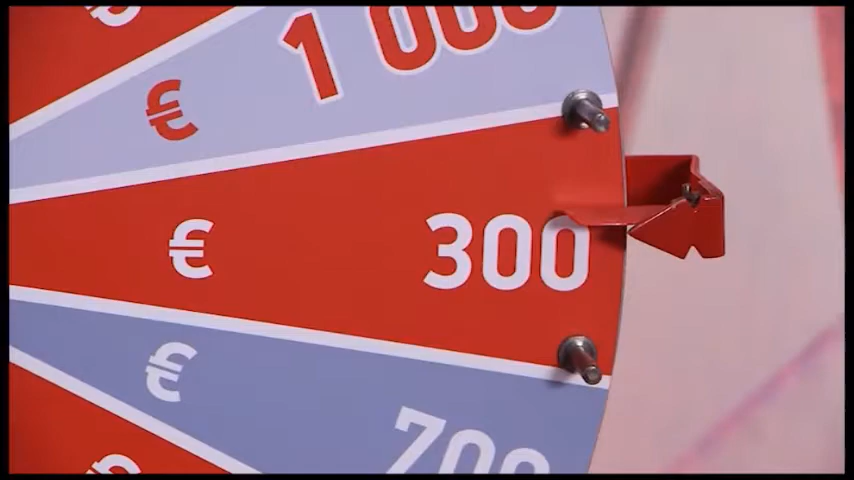 €
€ 1 000
€ 300
€ 700
€